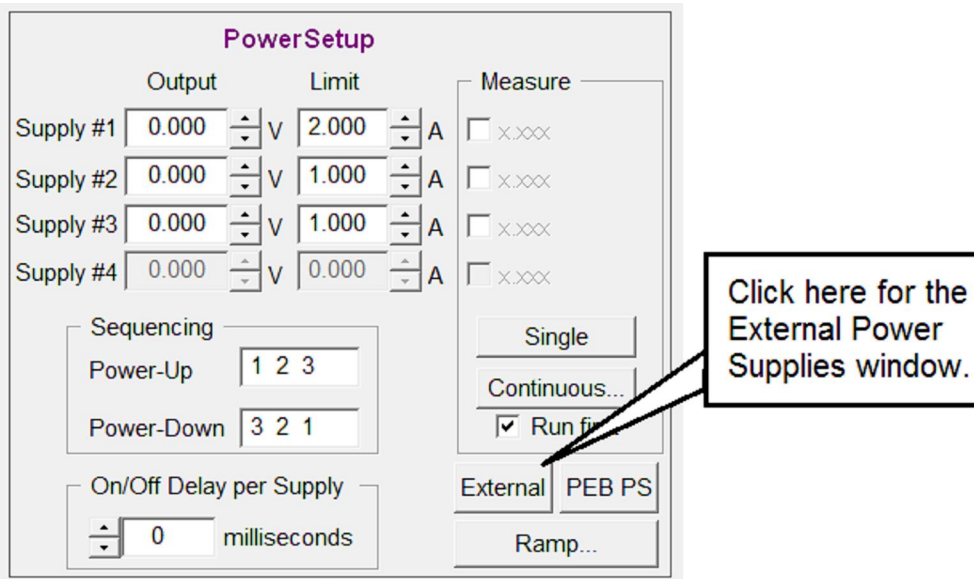 PowerSetup
Output Limit Measure
Supply #1 0.000 V 2.000 A x.xxx
Supply #2 0.000 V 1.000 A x.xxx
Supply #3 0.000 V 1.000 A x.xxx
Supply #4 0.000 V 0.000 A x.xxx
Click here for the
External Power
Supplies window.
Sequencing
Power-Up 1 2 3
Power-Down 3 2 1
Single
Continuous...
Run
On/Off Delay per Supply
0 milliseconds
External PEB PS
Ramp...